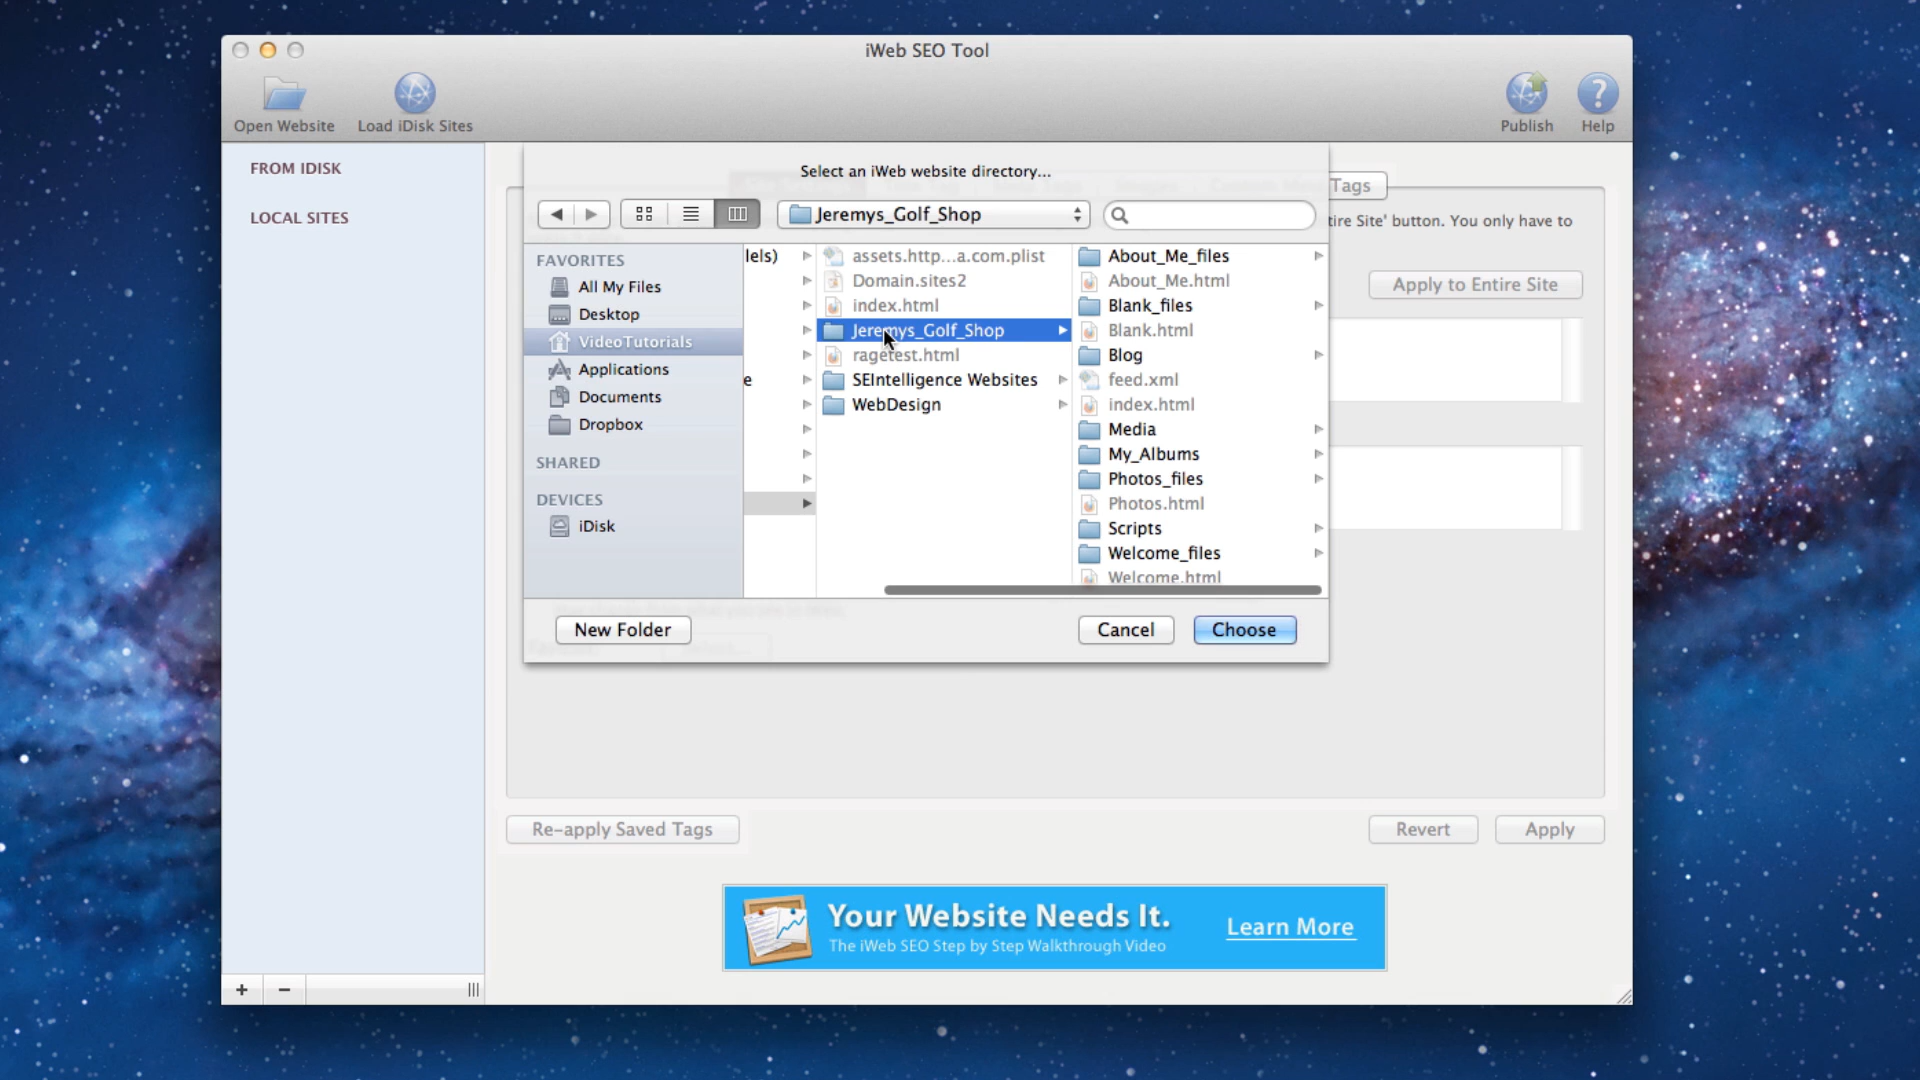 iWeb SEO Tool
Open Website
Load iDisk Sites
Publish
Help
FROM IDISK
LOCAL SITES
Select an iWeb website directory...
Tags
Jeremys_Golf_Shop
tire Site' button. You only have to
Apply to Entire Site
FAVORITES
All My Files
Desktop
VideoTutorials
Applications
Documents
Dropbox
SHARED
DEVICES
iDisk
lels)
e
assets.http...a.com.plist
Domain.sites2
index.html
Jeremys_Golf_Shop
ragetest.html
SEIntelligence Websites
WebDesign
About_Me_files
About_Me.html
Blank_files
Blank.html
Blog
feed.xml
index.html
Media
My_Albums
Photos_files
Photos.html
Scripts
Welcome_files
Welcome.html
New Folder
Cancel
Choose
Re-apply Saved Tags
Revert
Apply
Your Website Needs It.
The iWeb SEO Step by Step Walkthrough Video
Learn More